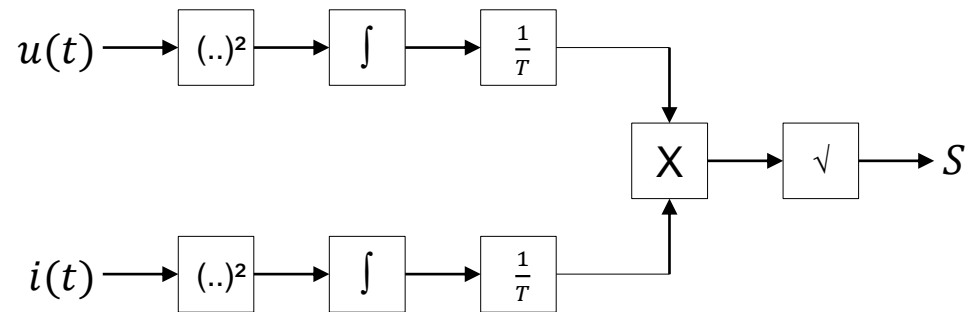 u(t) (..)² ∫ 1/T
X √ S
i(t) (..)² ∫ 1/T